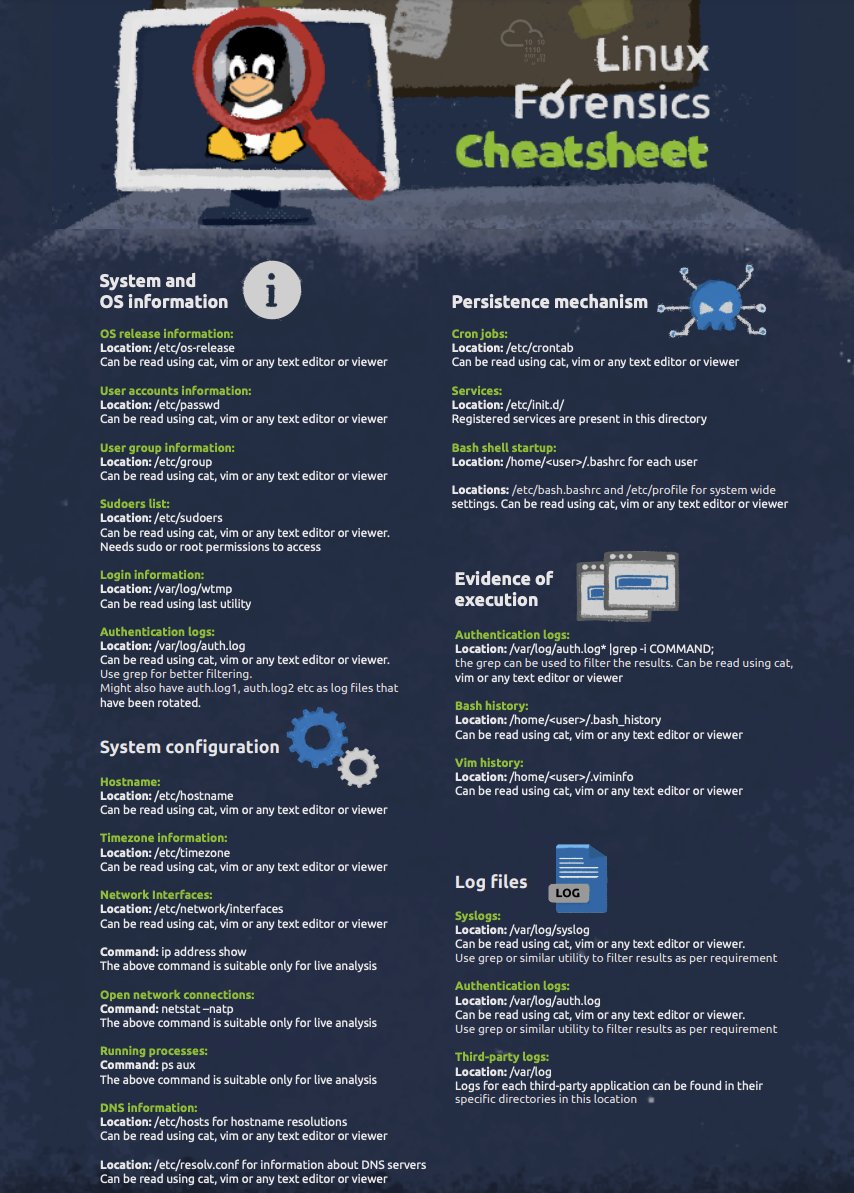 Linux
Forensics
Cheatsheet
System and
OS information
OS release information:
Location: /etc/os-release
Can be read using cat, vim or any text editor or viewer
User accounts information:
Location: /etc/passwd
Can be read using cat, vim or any text editor or viewer
User group information:
Location: /etc/group
Can be read using cat, vim or any text editor or viewer
Sudoers list:
Location: /etc/sudoers
Can be read using cat, vim or any text editor or viewer.
Needs sudo or root permissions to access
Login information:
Location: /var/log/wtmp
Can be read using last utility
Authentication logs:
Location: /var/log/auth.log
Can be read using cat, vim or any text editor or viewer.
Use grep for better filtering.
Might also have auth.log1, auth.log2 etc as log files that
have been rotated.
System configuration
Hostname:
Location: /etc/hostname
Can be read using cat, vim or any text editor or viewer
Timezone information:
Location: /etc/timezone
Can be read using cat, vim or any text editor or viewer
Network Interfaces:
Location: /etc/network/interfaces
Can be read using cat, vim or any text editor or viewer
Command: ip address show
The above command is suitable only for live analysis
Open network connections:
Command: netstat –natp
The above command is suitable only for live analysis
Running processes:
Command: ps aux
The above command is suitable only for live analysis
DNS information:
Location: /etc/hosts for hostname resolutions
Can be read using cat, vim or any text editor or viewer
Location: /etc/resolv.conf for information about DNS servers
Can be read using cat, vim or any text editor or viewer
Persistence mechanism
Cron jobs:
Location: /etc/crontab
Can be read using cat, vim or any text editor or viewer
Services:
Location: /etc/init.d/
Registered services are present in this directory
Bash shell startup:
Location: /home/<user>/.bashrc for each user
Locations: /etc/bash.bashrc and /etc/profile for system wide
settings. Can be read using cat, vim or any text editor or viewer
Evidence of
execution
Authentication logs:
Location: /var/log/auth.log* |grep -i COMMAND;
the grep can be used to filter the results. Can be read using cat,
vim or any text editor or viewer
Bash history:
Location: /home/<user>/.bash_history
Can be read using cat, vim or any text editor or viewer
Vim history:
Location: /home/<user>/.viminfo
Can be read using cat, vim or any text editor or viewer
Log files
LOG
Syslogs:
Location: /var/log/syslog
Can be read using cat, vim or any text editor or viewer.
Use grep or similar utility to filter results as per requirement
Authentication logs:
Location: /var/log/auth.log
Can be read using cat, vim or any text editor or viewer.
Use grep or similar utility to filter results as per requirement
Third-party logs:
Location: /var/log
Logs for each third-party application can be found in their
specific directories in this location